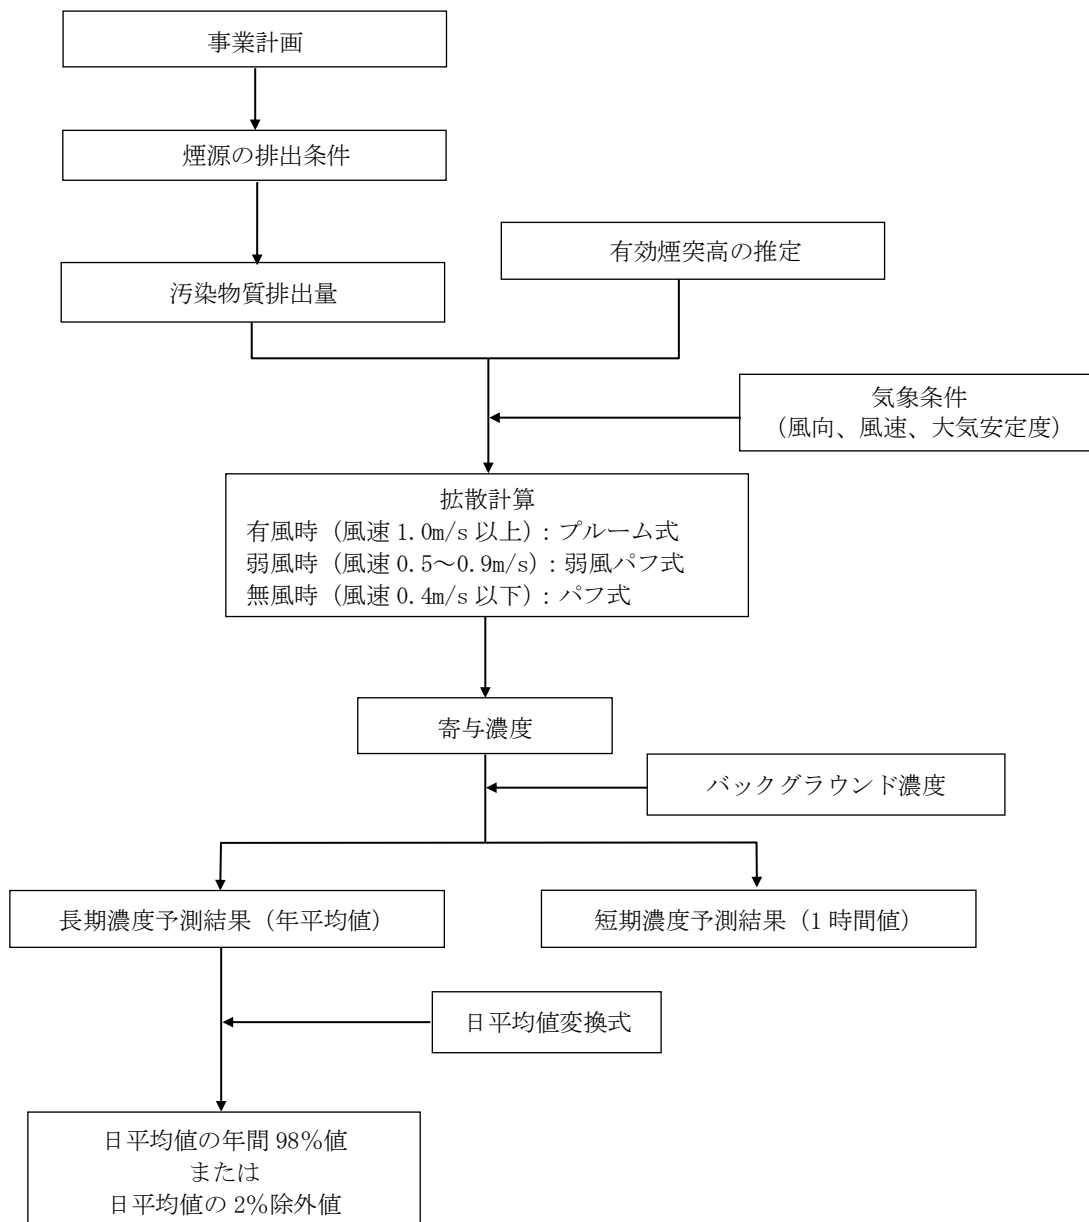 事業計画
煙源の排出条件
有効煙突高の推定
汚染物質排出量
気象条件
（風向、風速、大気安定度）
拡散計算
有風時（風速 1.0m/s 以上）：プルーム式
弱風時（風速 0.5～0.9m/s）：弱風パフ式
無風時（風速 0.4m/s 以下）：パフ式
寄与濃度
バックグラウンド濃度
長期濃度予測結果（年平均値）
短期濃度予測結果（1 時間値）
日平均値変換式
日平均値の年間 98％値
または
日平均値の 2％除外値